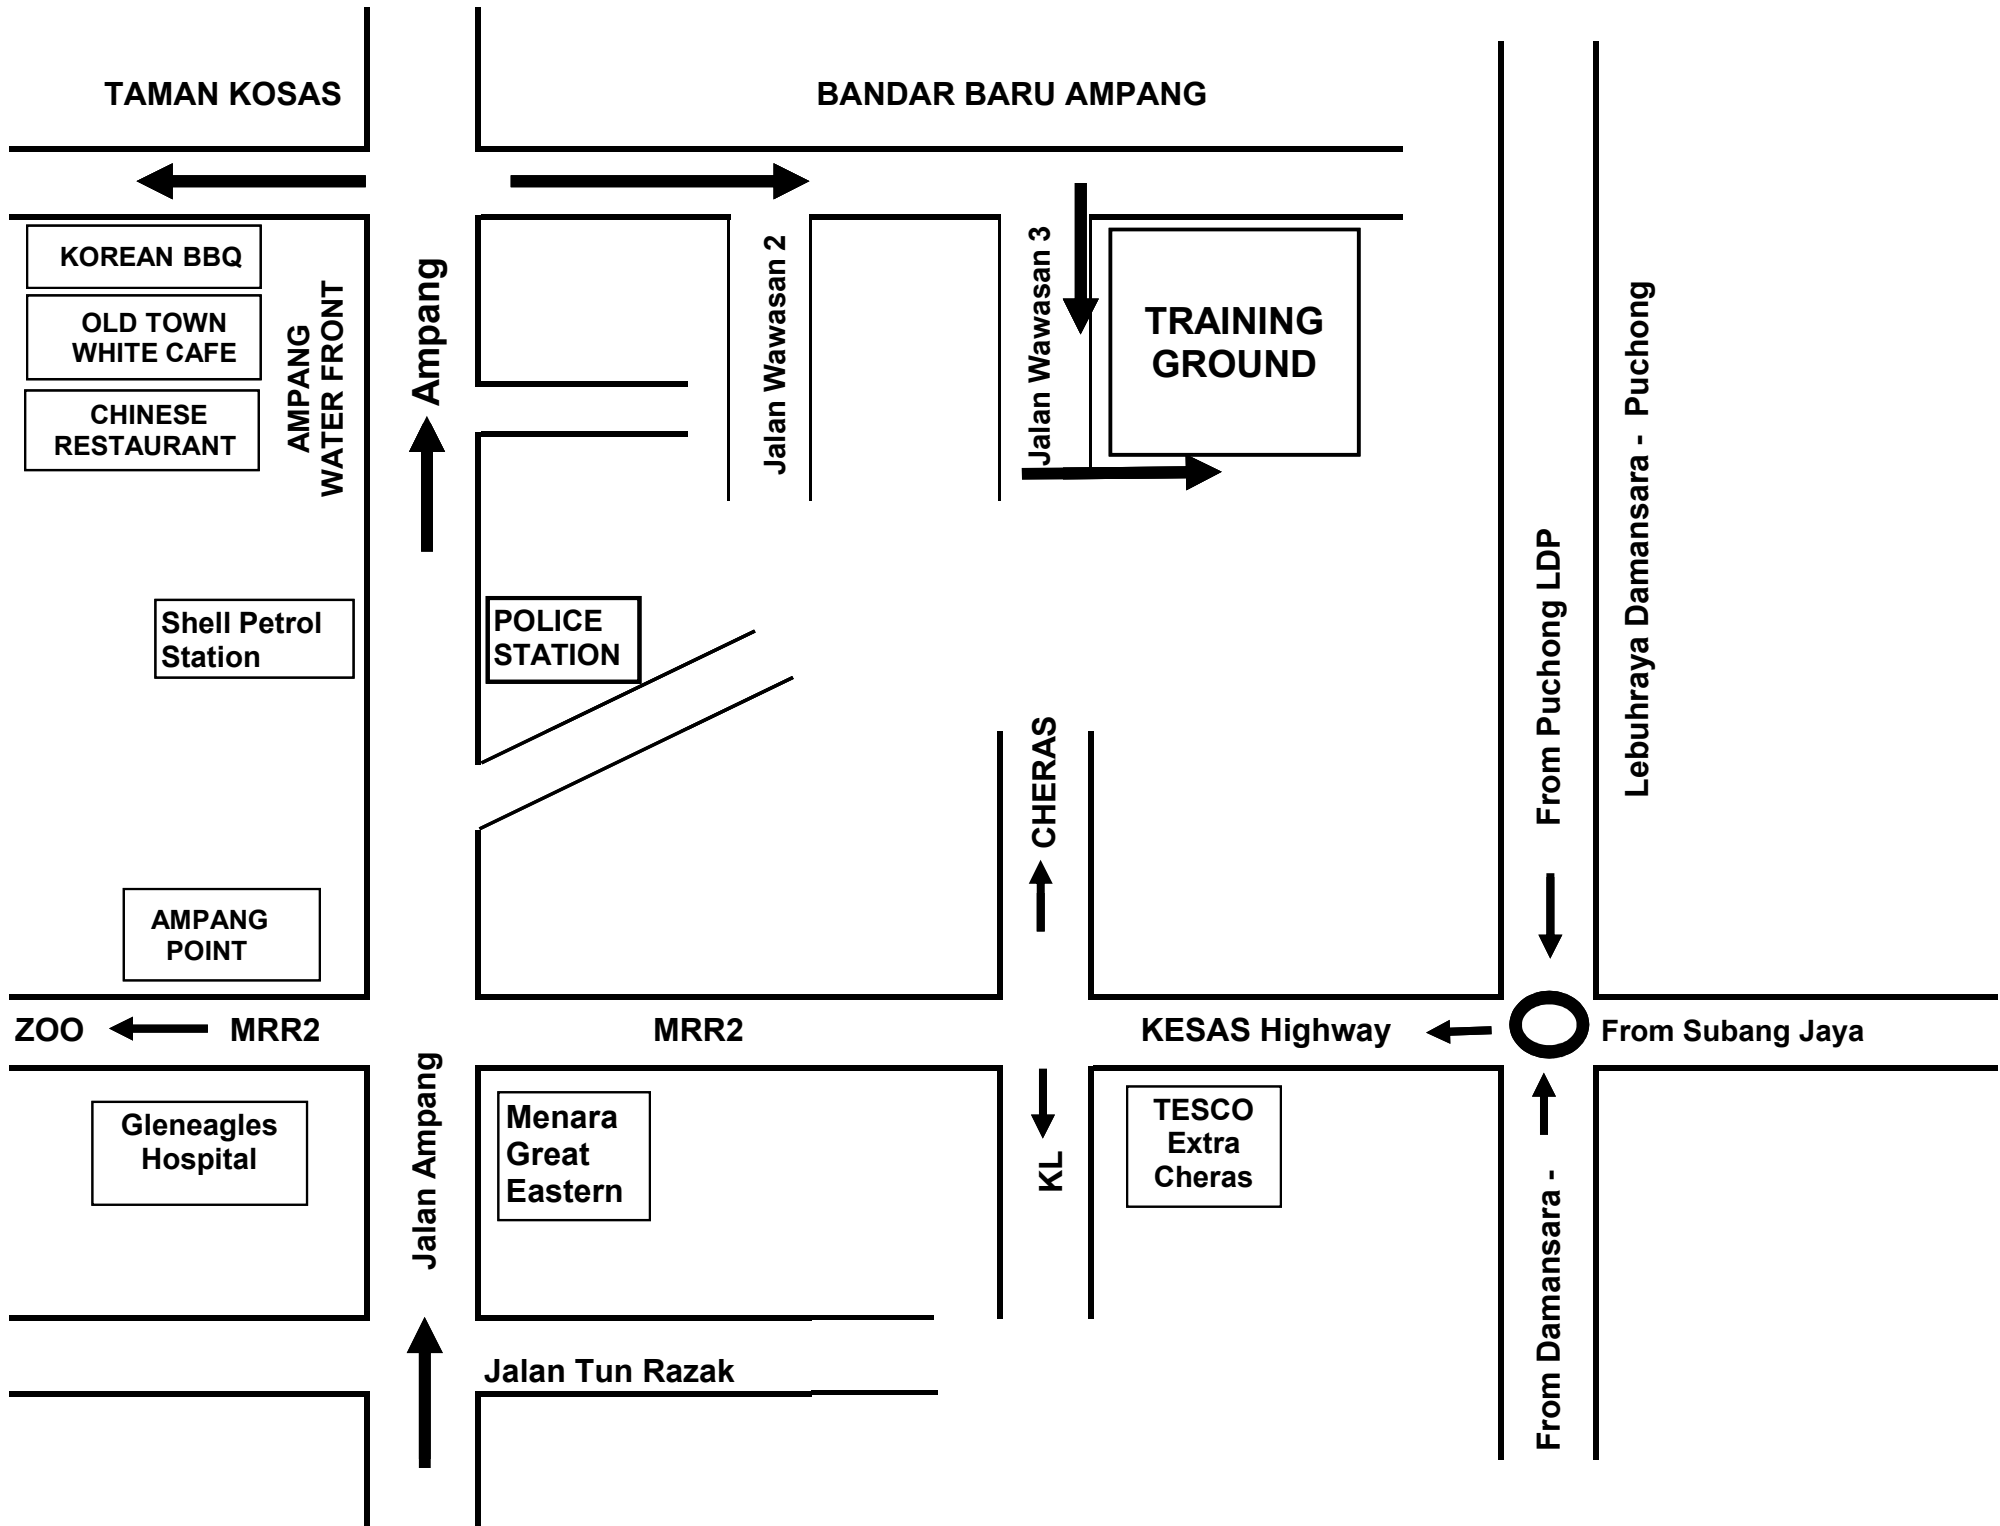 TAMAN KOSAS
BANDAR BARU AMPANG
KOREAN BBQ
OLD TOWN
WHITE CAFE
CHINESE
RESTAURANT
AMPANG
WATER FRONT
Ampang
Jalan Wawasan 2
Jalan Wawasan 3
TRAINING
GROUND
Lebuhraya Damansara - Puchong
From Puchong LDP
Shell Petrol
Station
POLICE
STATION
CHERAS
AMPANG
POINT
ZOO
MRR2
MRR2
KESAS Highway
From Subang Jaya
Gleneagles
Hospital
Jalan Ampang
Menara
Great
Eastern
KL
TESCO
Extra
Cheras
From Damansara -
Jalan Tun Razak